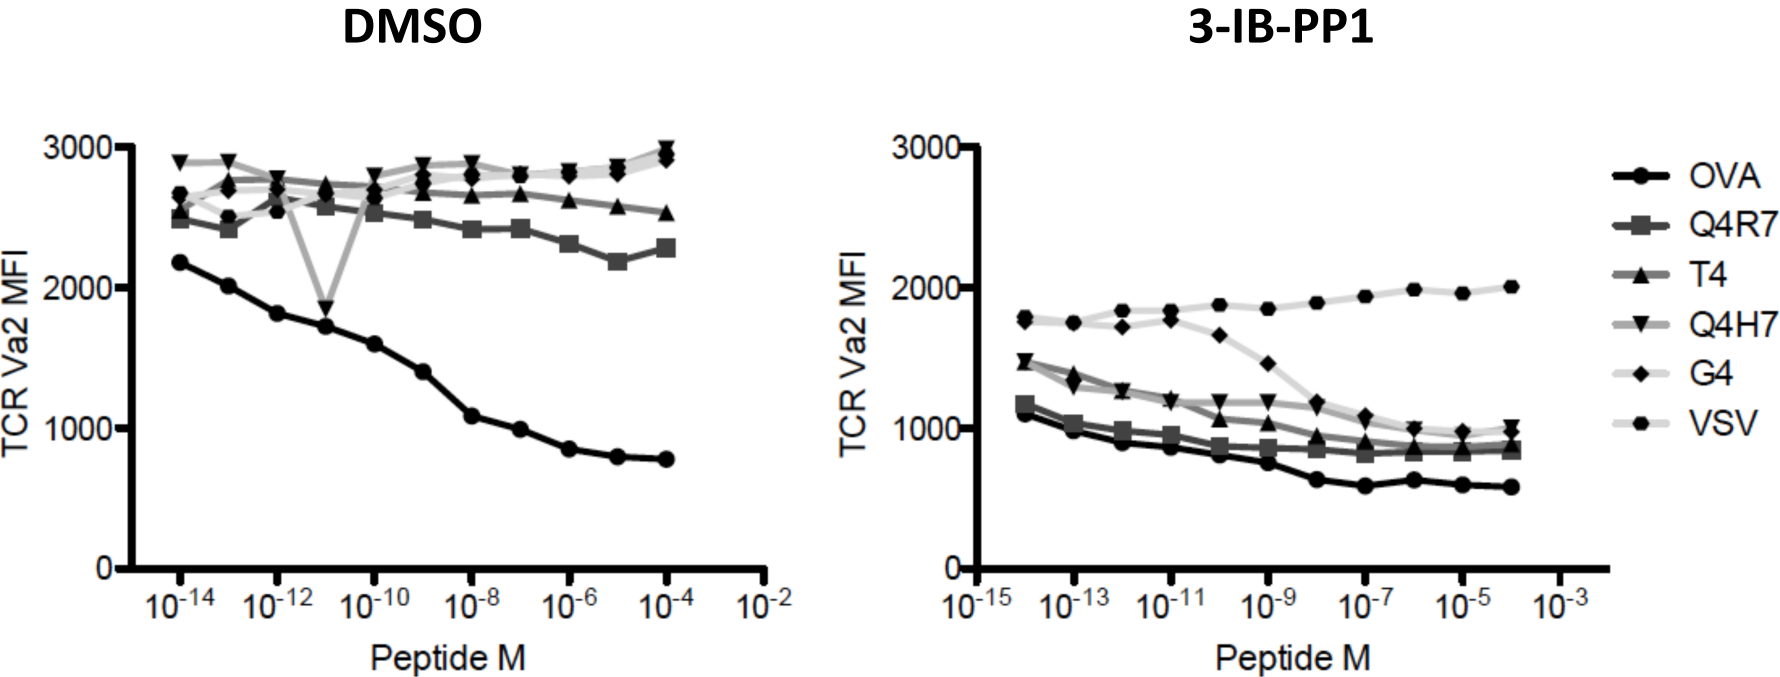 DMSO
3-IB-PP1
3000
2000
1000
0
TCR Va2 MFI
10-14
10-12
10-10
10-8
10-6
10-4
10-2
Peptide M
3000
2000
1000
0
TCR Va2 MFI
10-15
10-13
10-11
10-9
10-7
10-5
10-3
Peptide M
OVA
Q4R7
T4
Q4H7
G4
VSV